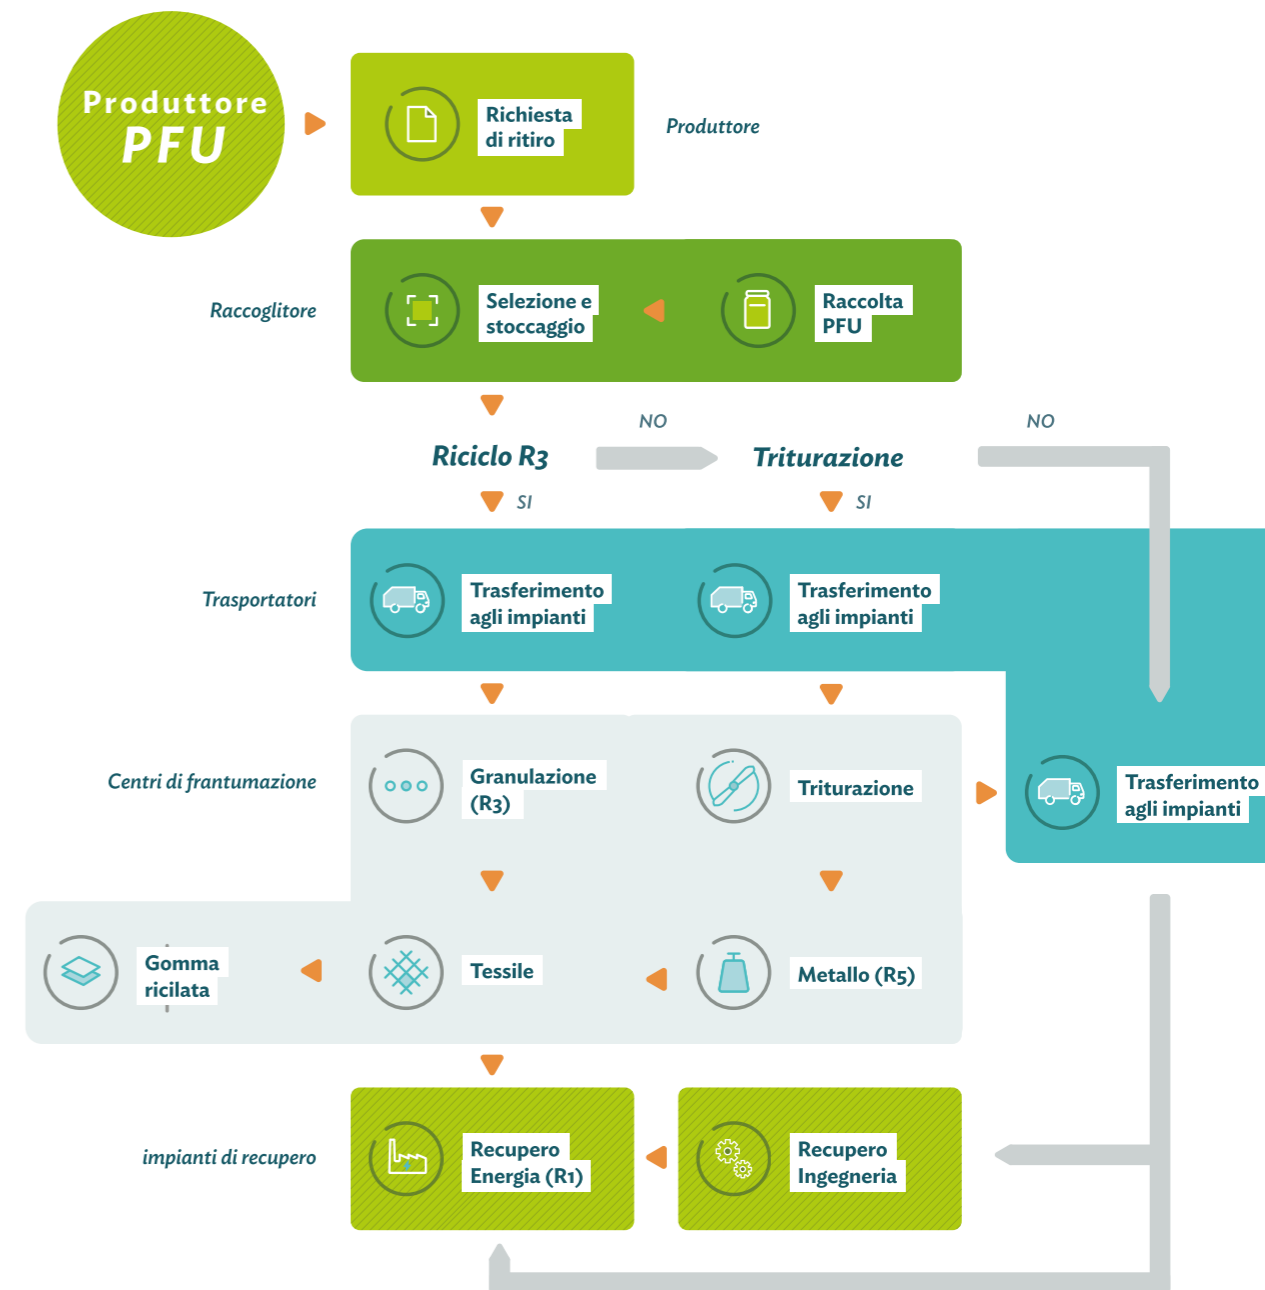 Produttore
PFU
Richiesta
di ritiro
Produttore
Raccoglitore
Selezione e
stoccaggio
Raccolta
PFU
NO
NO
Riciclo R3
Triturazione
SI
SI
Trasportatori
Trasferimento
agli impianti
Trasferimento
agli impianti
Centri di frantumazione
Granulazione
(R3)
Triturazione
Trasferimento
agli impianti
Gomma
ricilata
Tessile
Metallo (R5)
impianti di recupero
Recupero
Energia (R1)
Recupero
Ingegneria